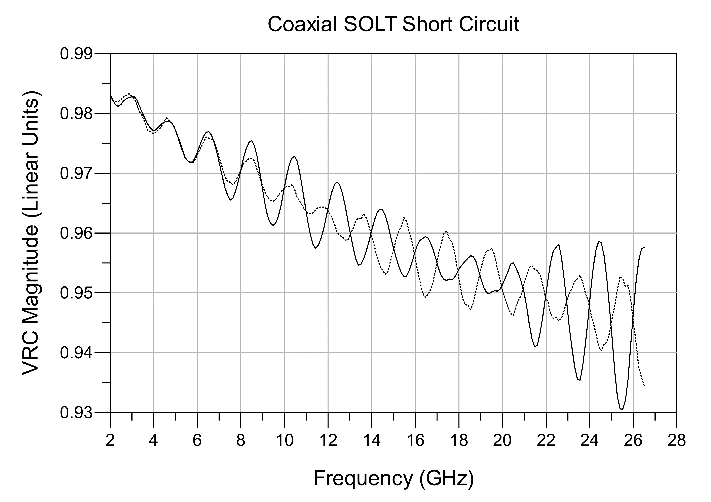 Coaxial SOLT Short Circuit
VRC Magnitude (Linear Units)
0.99
0.98
0.97
0.96
0.95
0.94
0.93
2 4 6 8 10 12 14 16 18 20 22 24 26 28
Frequency (GHz)